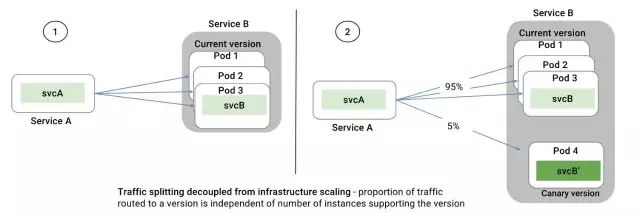 1
Service B
Current version
Pod 1
Pod 2
Pod 3
svcB
svcA
Service A
2
Service B
Current version
Pod 1
Pod 2
Pod 3
svcB
svcA
Service A
95%
5%
Pod 4
svcB'
Canary version
Traffic splitting decoupled from infrastructure scaling - proportion of traffic
routed to a version is independent of number of instances supporting the version